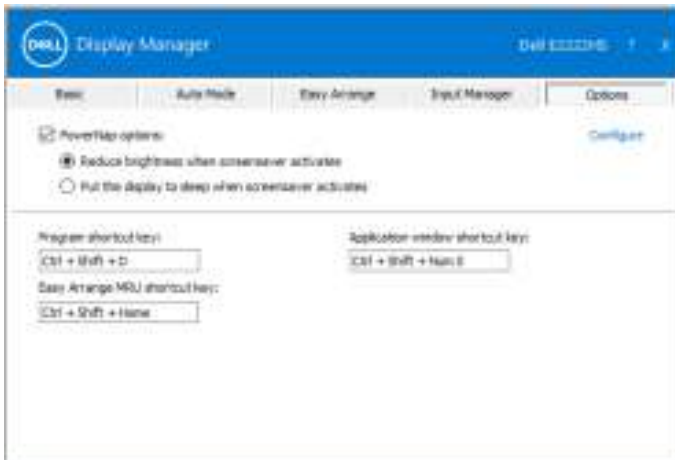 DELL Display Manager
Dell ? X
Basic Auto Mode Easy Arrange Input Manager Options
PowerNap options: Configure
Reduce brightness when screensaver activates
Put the display to sleep when screensaver activates
Program shortcut key: Application window shortcut key:
Ctrl + Shift + D Ctrl + Shift + Num 0
Easy Arrange MRU shortcut key:
Ctrl + Shift + Home